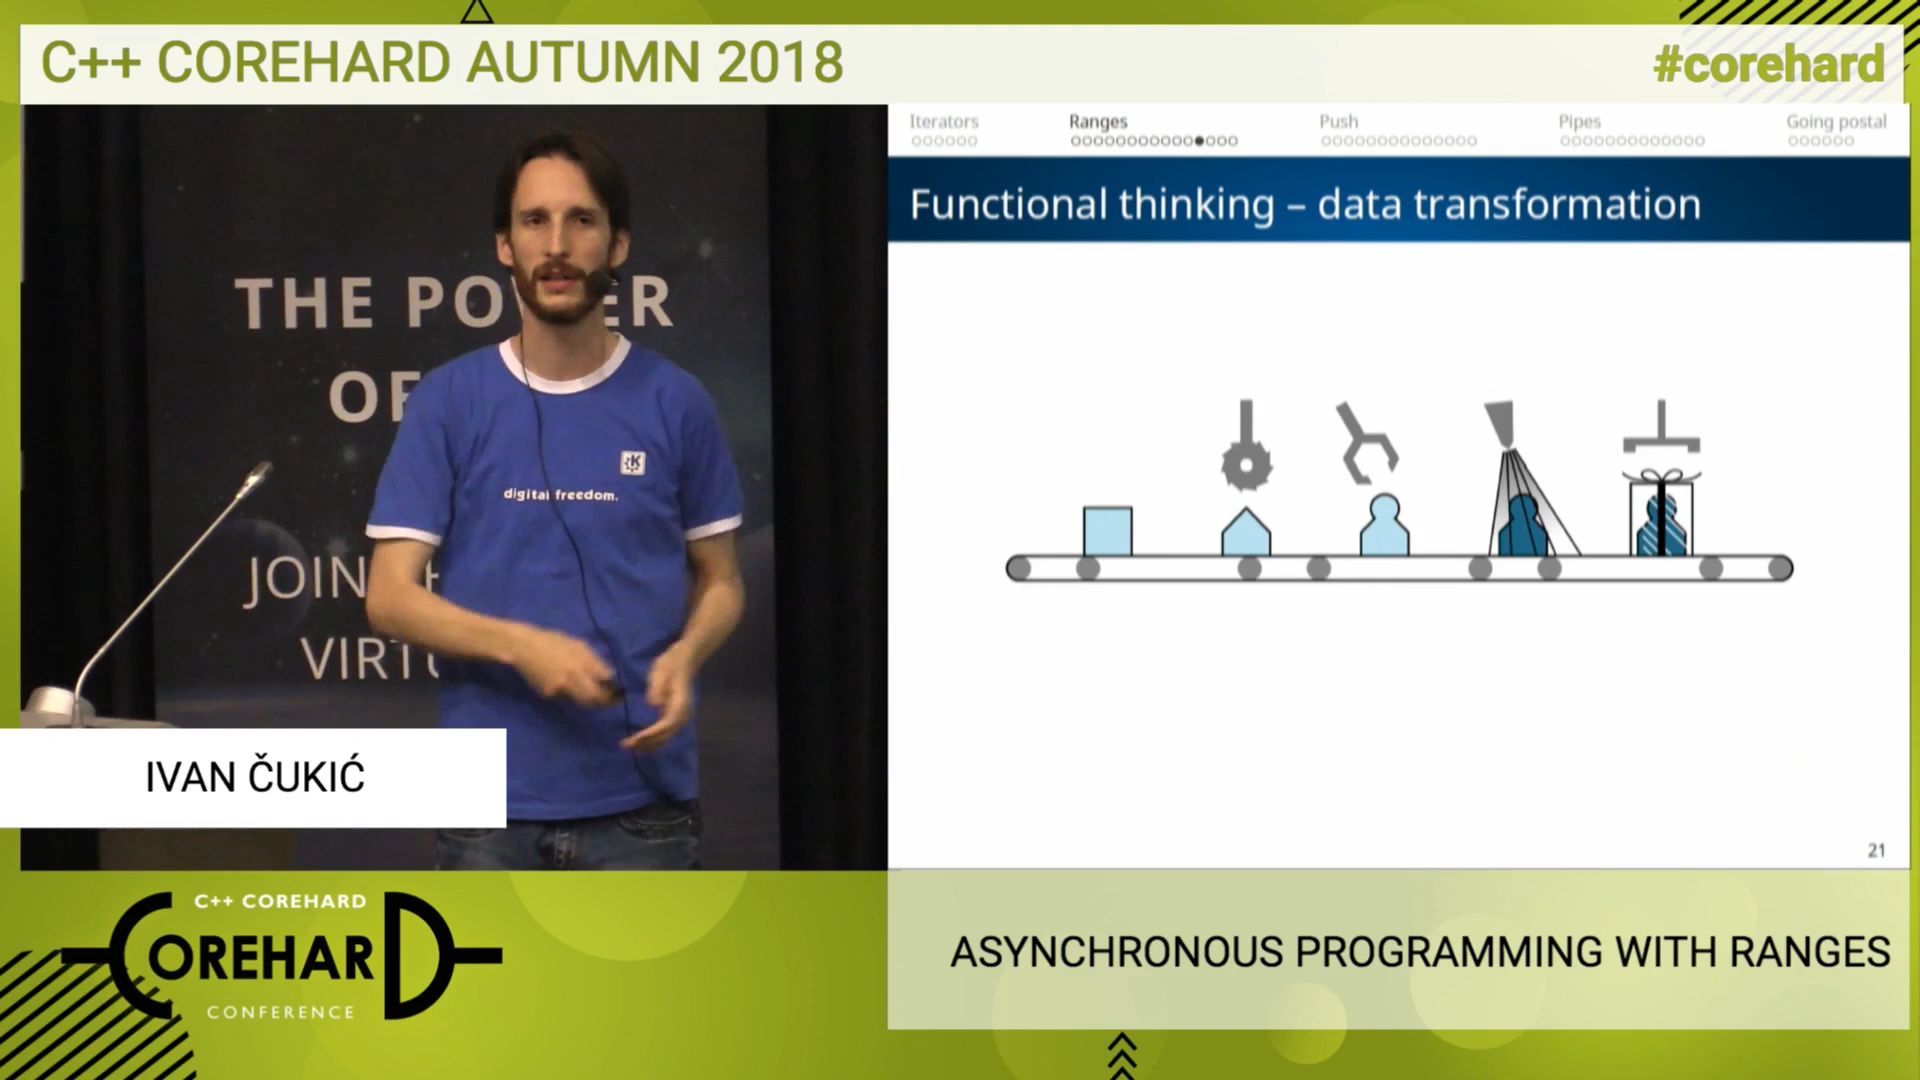 C++ COREHARD AUTUMN 2018
#corehard
Iterators
Ranges
Push
Pipes
Going postal
Functional thinking – data transformation
21
THE PO ER
OF
JOIN
VIRTU
K
digital freedom.
IVAN ČUKIĆ
C++ COREHARD
COREHARD
CONFERENCE
ASYNCHRONOUS PROGRAMMING WITH RANGES